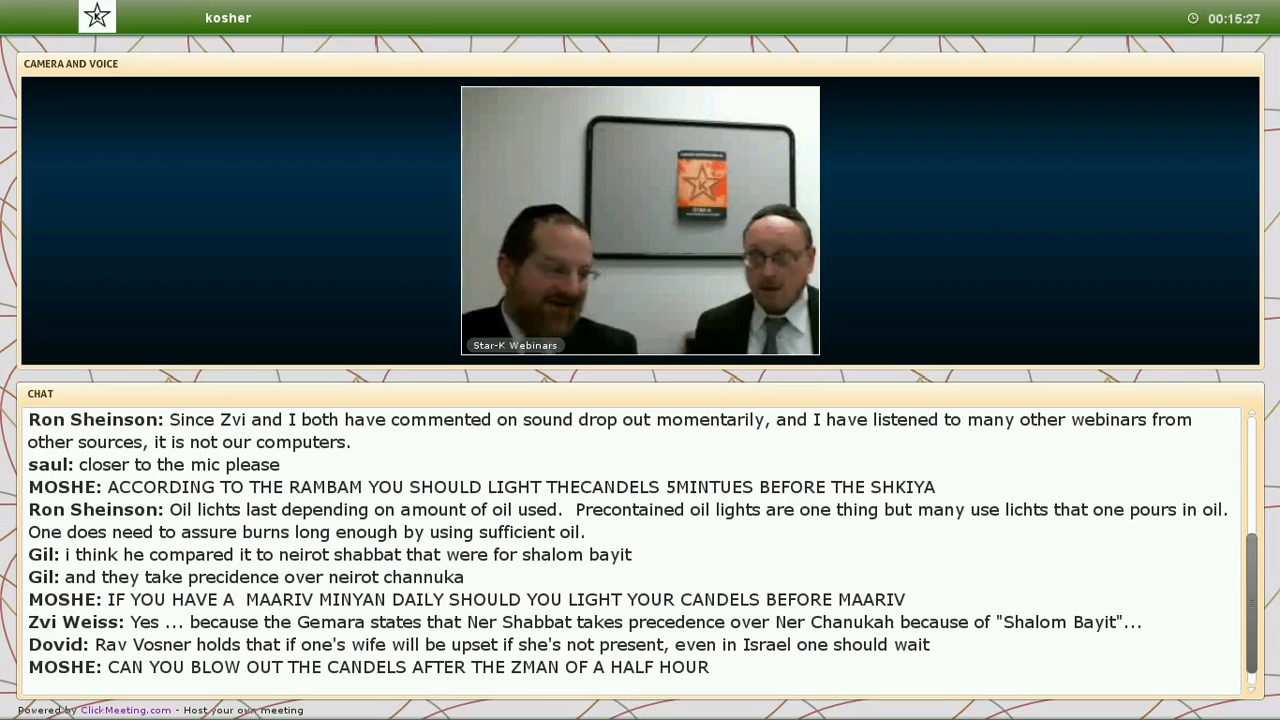 K
kosher
00:15:27
CAMERA AND VOICE
K
STAR-K
Star-K Webinars
CHAT
Ron Sheinson: Since Zvi and I both have commented on sound drop out momentarily, and I have listened to many other webinars from
other sources, it is not our computers.
saul: closer to the mic please
MOSHE: ACCORDING TO THE RAMBAM YOU SHOULD LIGHT THECANDELS 5MINTUES BEFORE THE SHKIYA
Ron Sheinson: Oil lichts last depending on amount of oil used.  Precontained oil lights are one thing but many use lichts that one pours in oil.
One does need to assure burns long enough by using sufficient oil.
Gil: i think he compared it to neirot shabbat that were for shalom bayit
Gil: and they take precidence over neirot channuka
MOSHE: IF YOU HAVE A  MAARIV MINYAN DAILY SHOULD YOU LIGHT YOUR CANDELS BEFORE MAARIV
Zvi Weiss: Yes ... because the Gemara states that Ner Shabbat takes precedence over Ner Chanukah because of "Shalom Bayit"...
Dovid: Rav Vosner holds that if one's wife will be upset if she's not present, even in Israel one should wait
MOSHE: CAN YOU BLOW OUT THE CANDELS AFTER THE ZMAN OF A HALF HOUR
Powered by ClickMeeting.com - Host your own meeting